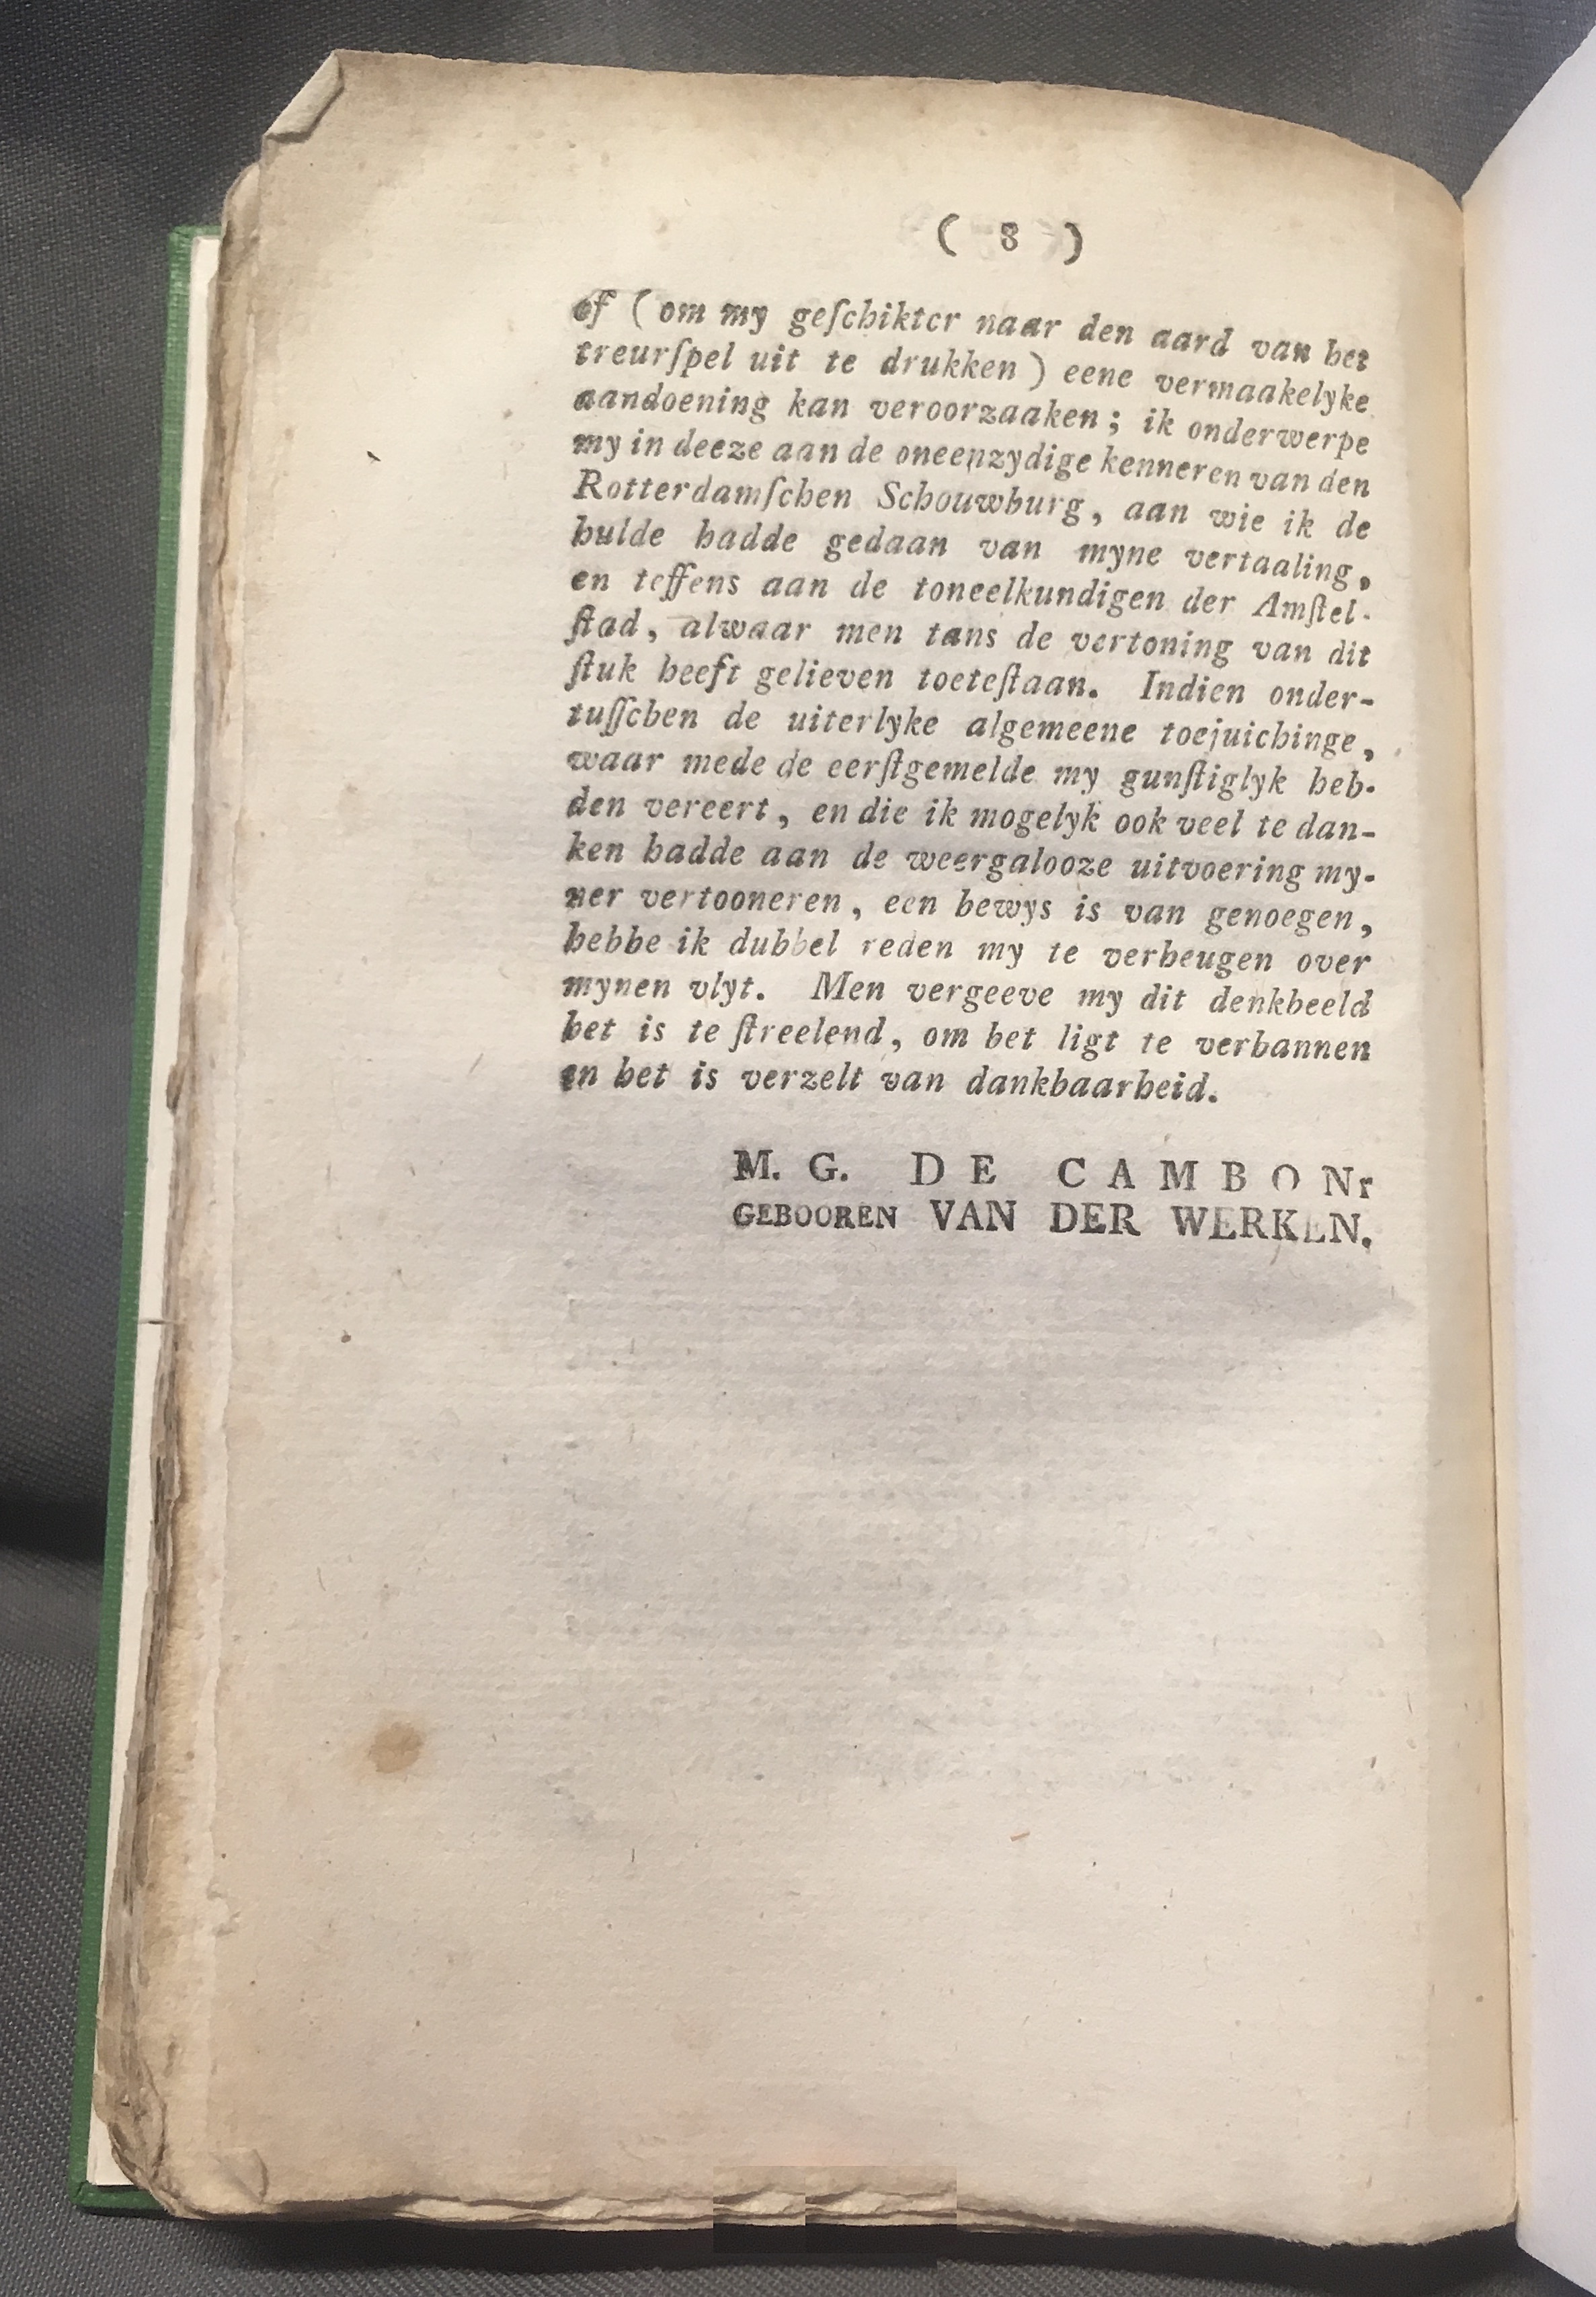 ( 8 )
of ( om my geſchikter naar den aard van het
treurſpel uit te drukken ) eene vermaakelyke
aandoening kan veroorzaaken ; ik onderwerpe
my in deeze aan de oneenzydige kenneren van den
Rotterdamſchen Schouwburg, aan wie ik de
hulde hadde gedaan van myne vertaaling,
en teffens aan de toneelkundigen der Amſtel-
ſtad, alwaar men tans de vertoning van dit
ſtuk heeft gelieven toeteſtaan. Indien onder-
tuſſchen de uiterlyke algemeene toejuichinge,
waar mede de eerſtgemelde my gunſtiglyk heb-
den vereert, en die ik mogelyk ook veel te dan-
ken hadde aan de weergalooze uitvoering my-
ner vertooneren, een bewys is van genoegen,
hebbe ik dubbel reden my te verheugen over
mynen vlyt. Men vergeeve my dit denkbeeld
het is te ſtreelend, om het ligt te verbannen
en het is verzelt van dankbaarheid.
M. G. DE CAMBONr
GEBOOREN VAN DER WERKEN.